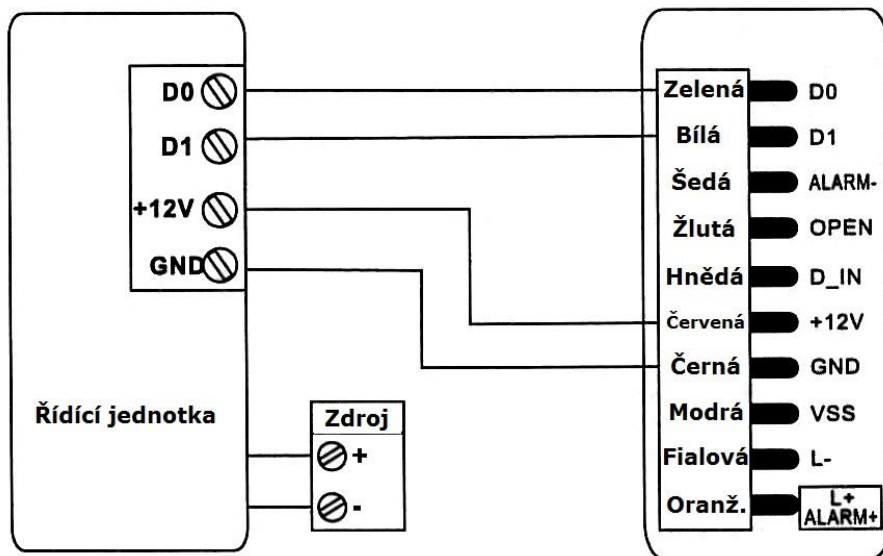 D0
D1
+12V
GND
Řídící jednotka
Zdroj
+
-
Zelená D0
Bílá D1
Šedá ALARM-
Žlutá OPEN
Hnědá D_IN
Červená +12V
Černá GND
Modrá VSS
Fialová L-
Oranž. L+
ALARM+